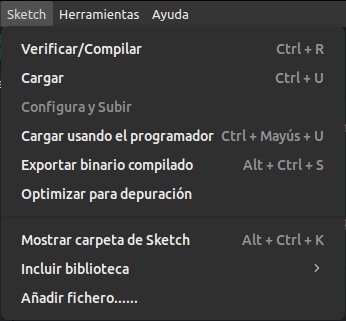 Sketch Herramientas Ayuda
Verificar/Compilar Ctrl + R
Cargar Ctrl + U
Configura y Subir
Cargar usando el programador Ctrl + Mayús + U
Exportar binario compilado Alt + Ctrl + S
Optimizar para depuración
Mostrar carpeta de Sketch Alt + Ctrl + K
Incluir biblioteca
Añadir fichero......